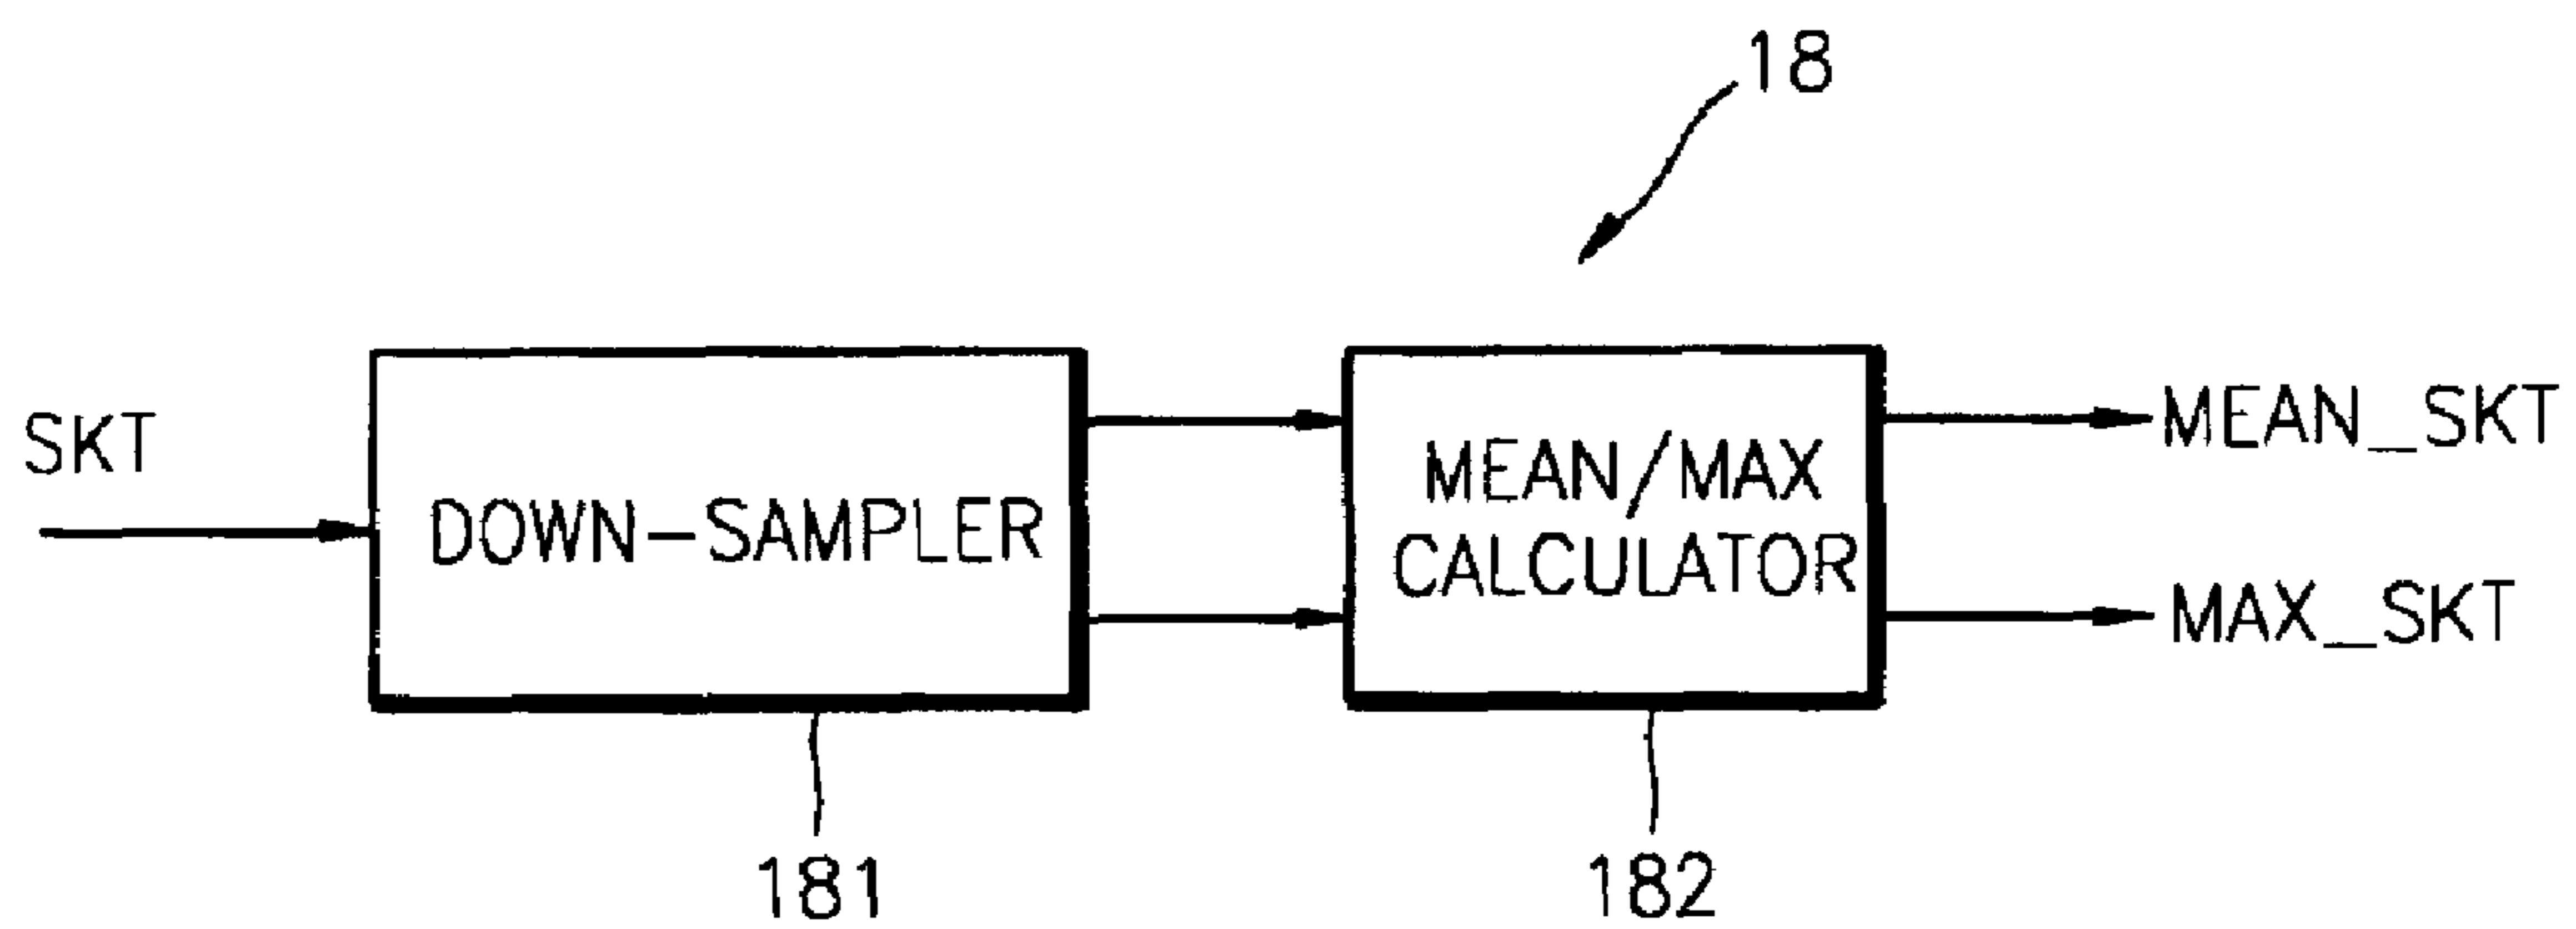 18
SKT
DOWN-SAMPLER
MEAN/MAX
CALCULATOR
MEAN_SKT
MAX_SKT
181
182